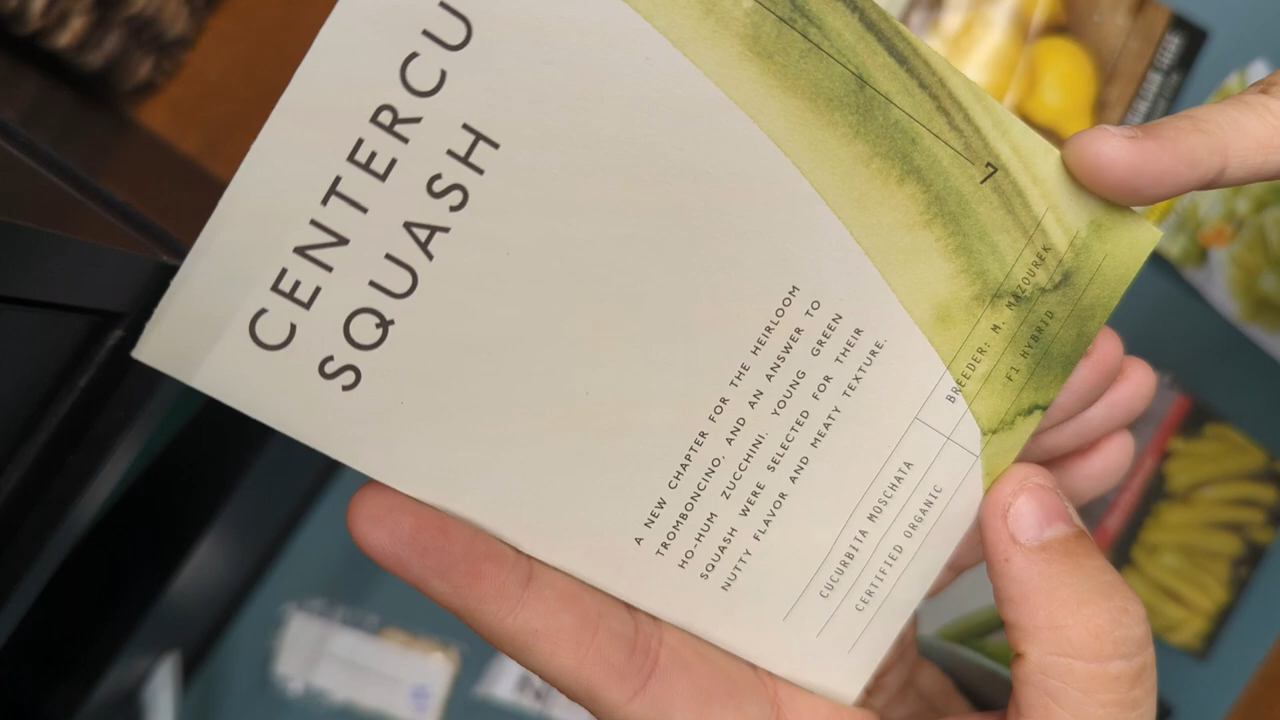 CENTERCU
SQUASH
7
A NEW CHAPTER FOR THE HEIRLOOM
TROMBONCINO, AND AN ANSWER TO
HO-HUM ZUCCHINI. YOUNG GREEN
SQUASH WERE SELECTED FOR THEIR
NUTTY FLAVOR AND MEATY TEXTURE.
CUCURBITA MOSCHATA
BREEDER: M. MAZOUREK
CERTIFIED ORGANIC
F1 HYBRID